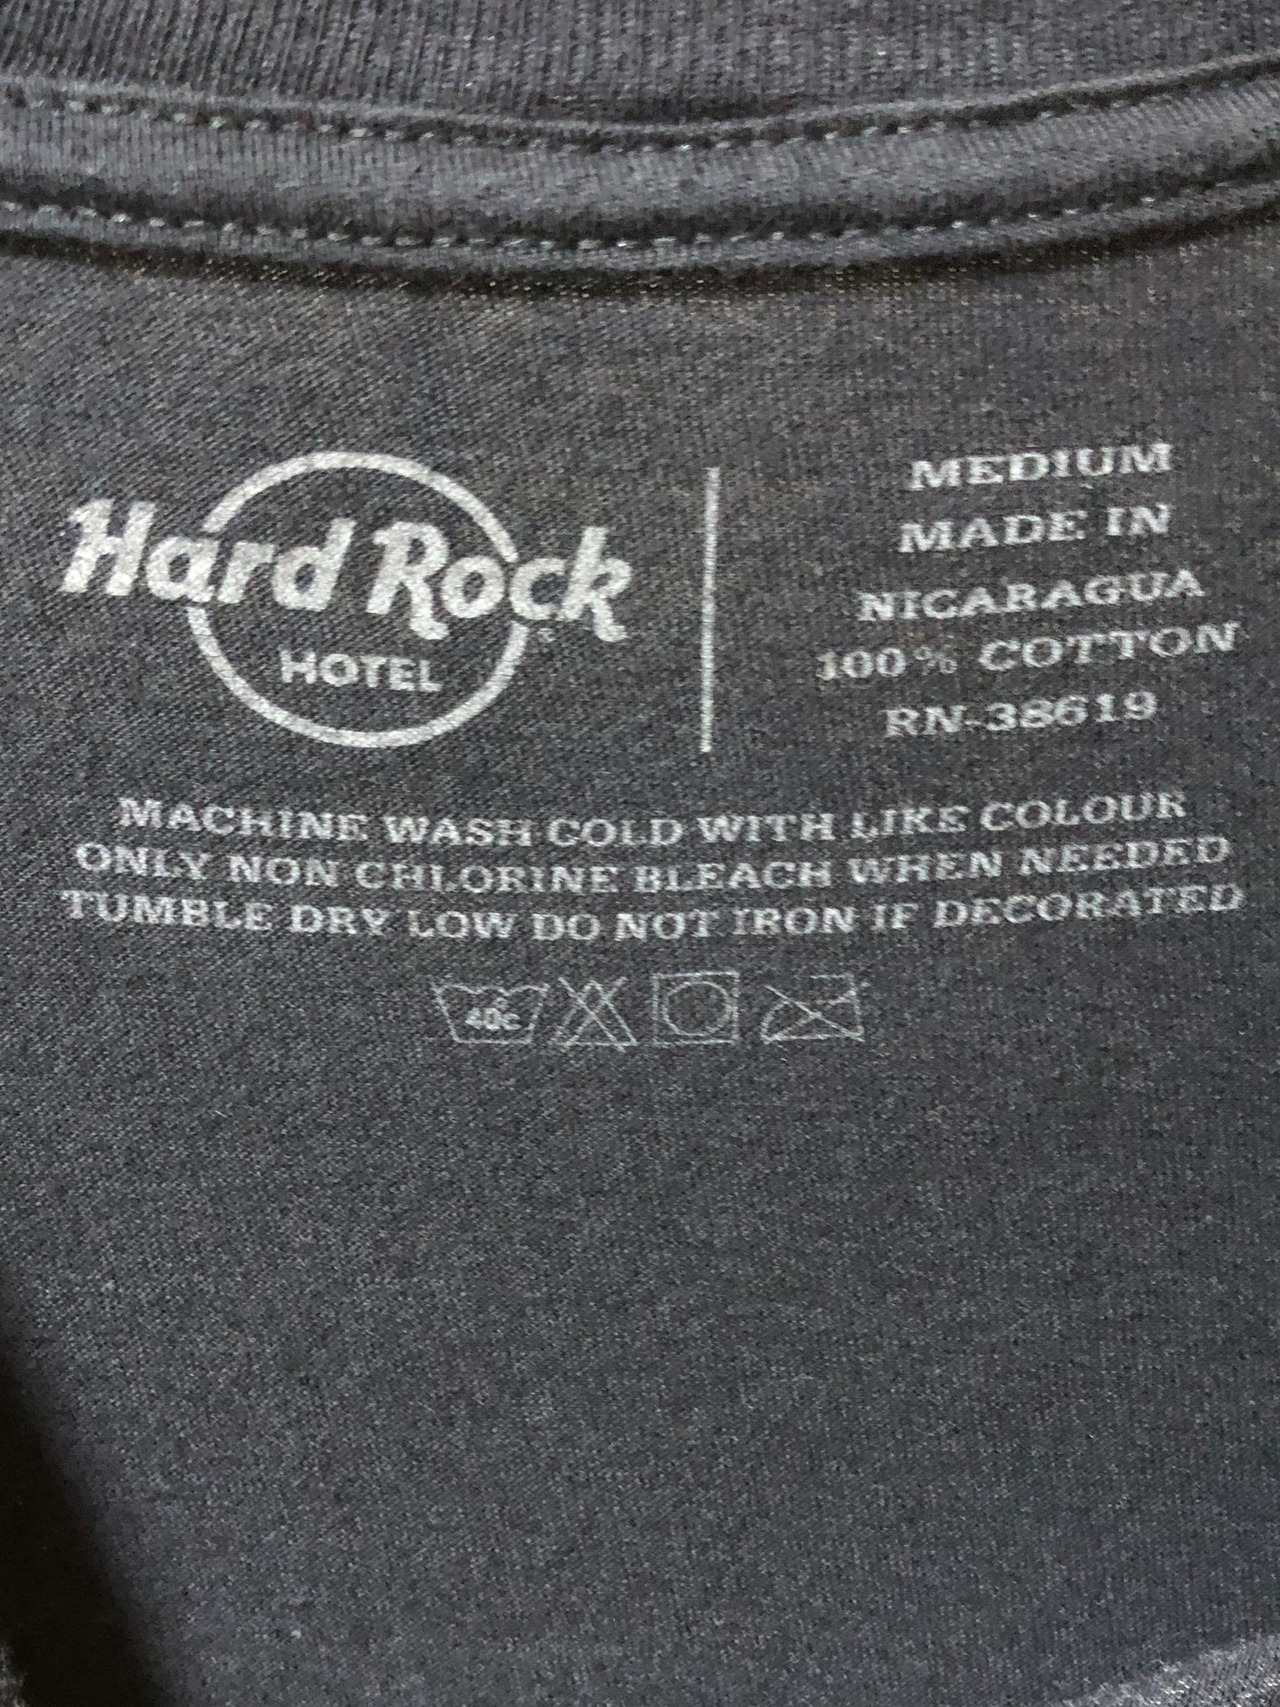 Hard Rock
HOTEL
MEDIUM
MADE IN
NICARAGUA
100% COTTON
RN-38619
MACHINE WASH COLD WITH LIKE COLOUR
ONLY NON CHLORINE BLEACH WHEN NEEDED
TUMBLE DRY LOW DO NOT IRON IF DECORATED
40c